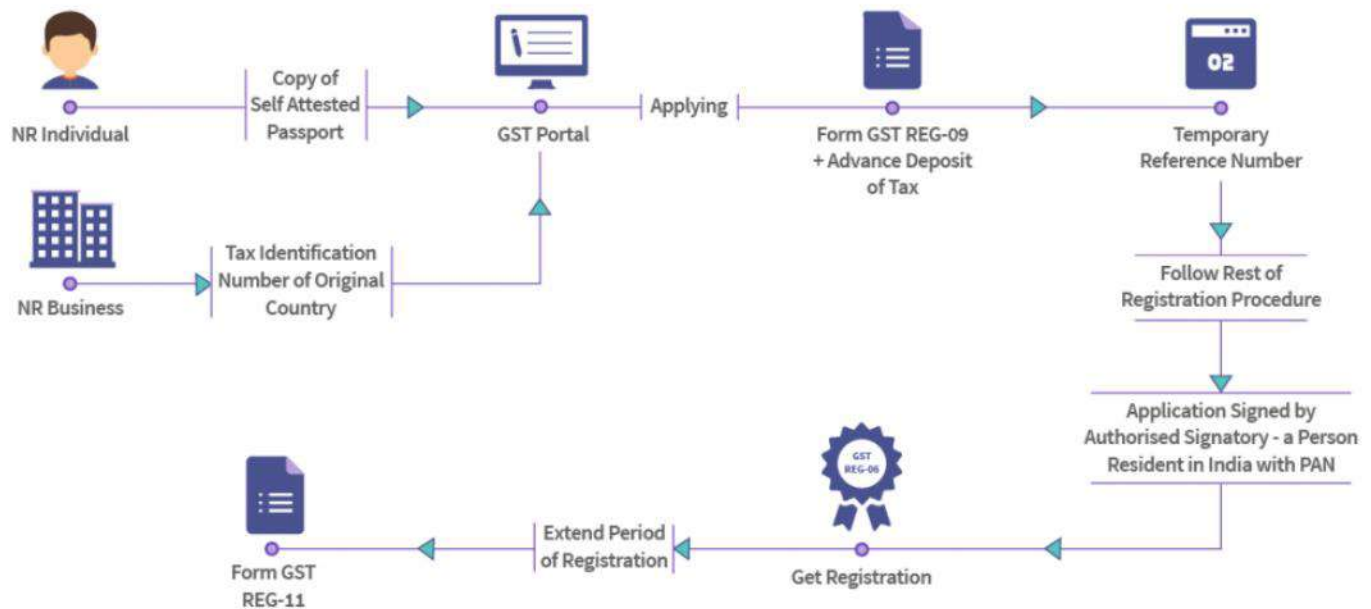 02
Copy of
Self Attested
Passport
Applying
NR Individual
GST Portal
Form GST REG-09
+ Advance Deposit
of Tax
Temporary
Reference Number
Tax Identification
Number of Original
Country
NR Business
Follow Rest of
Registration Procedure
Application Signed by
Authorised Signatory - a Person
Resident in India with PAN
GST
REG-06
Get Registration
Extend Period
of Registration
Form GST
REG-11